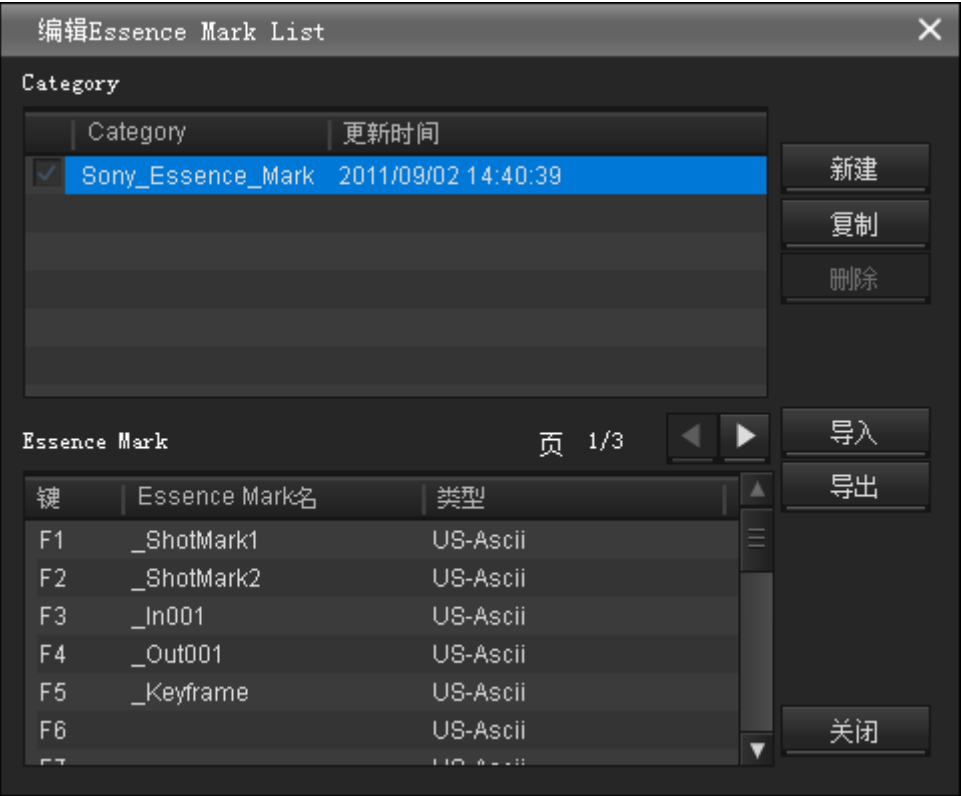 编辑Essence Mark List
Category
Category 更新时间
Sony_Essence_Mark 2011/09/02 14:40:39
新建
复制
删除
导入
导出
Essence Mark 页 1/3
键 Essence Mark名 类型
F1 _ShotMark1 US-Ascii
F2 _ShotMark2 US-Ascii
F3 _In001 US-Ascii
F4 _Out001 US-Ascii
F5 _Keyframe US-Ascii
F6 US-Ascii
关闭